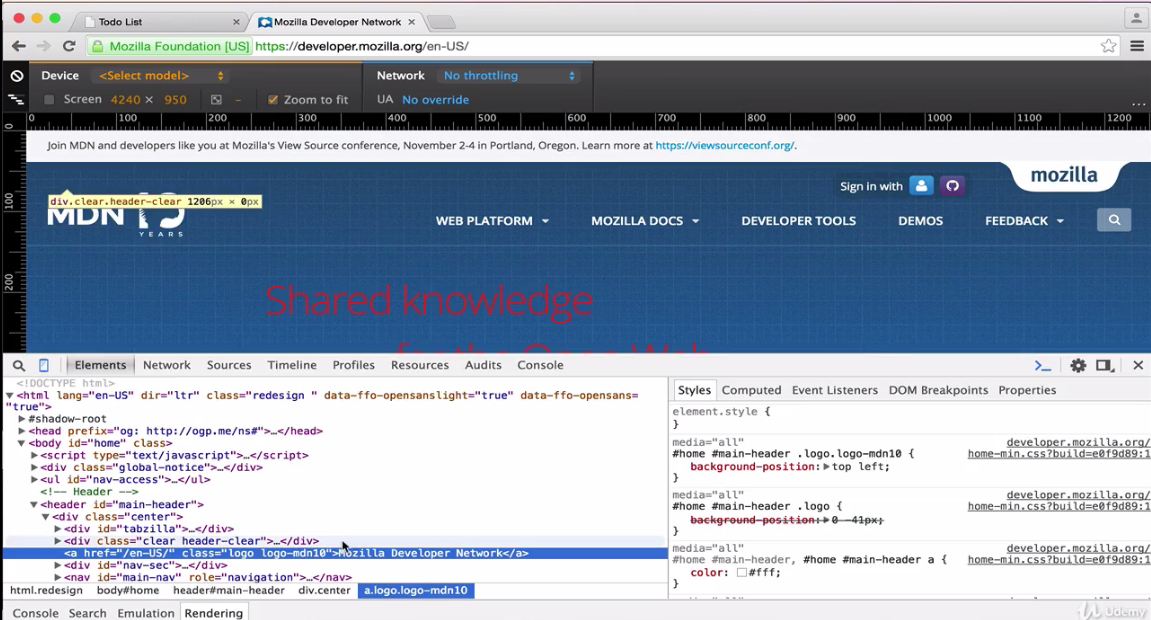 Todo List
Mozilla Developer Network
Mozilla Foundation [US] https://developer.mozilla.org/en-US/
Device <Select model> Network No throttling
Screen 4240 × 950 Zoom to fit UA No override
0 100 200 300 400 500 600 700 800 900 1000 1100 1200
0
100
200
Join MDN and developers like you at Mozilla's View Source conference, November 2-4 in Portland, Oregon. Learn more at https://viewsourceconf.org/.
Sign in with mozilla
div.clear.header-clear 1206px × 0px
MDN
YEARS
WEB PLATFORM MOZILLA DOCS DEVELOPER TOOLS DEMOS FEEDBACK
Shared knowledge
for the Open Web
Elements Network Sources Timeline Profiles Resources Audits Console
<!DOCTYPE html>
<html lang="en-US" dir="ltr" class="redesign " data-ffo-opensanslight="true" data-ffo-opensans=
"true">
#shadow-root
<head prefix="og: http://ogp.me/ns#">…</head>
<body id="home" class>
<script type="text/javascript">…</script>
<div class="global-notice">…</div>
<ul id="nav-access">…</ul>
<!-- Header -->
<header id="main-header">
<div class="center">
<div id="tabzilla">…</div>
<div class="clear header-clear">…</div>
<a href="/en-US/" class="logo logo-mdn10">Mozilla Developer Network</a>
<div id="nav-sec">…</div>
<nav id="main-nav" role="navigation">…</nav>
html.redesign body#home header#main-header div.center a.logo.logo-mdn10
Console Search Emulation Rendering
Styles Computed Event Listeners DOM Breakpoints Properties
element.style {
}
media="all" developer.mozilla.org/
#home #main-header .logo.logo-mdn10 { home-min.css?build=e0f9d89:1
background-position: top left;
}
media="all" developer.mozilla.org/
#home #main-header .logo { home-min.css?build=e0f9d89:1
background-position: 0 -41px;
}
media="all" developer.mozilla.org/
#home #main-header, #home #main-header a { home-min.css?build=e0f9d89:1
color: #fff;
}
Udemy